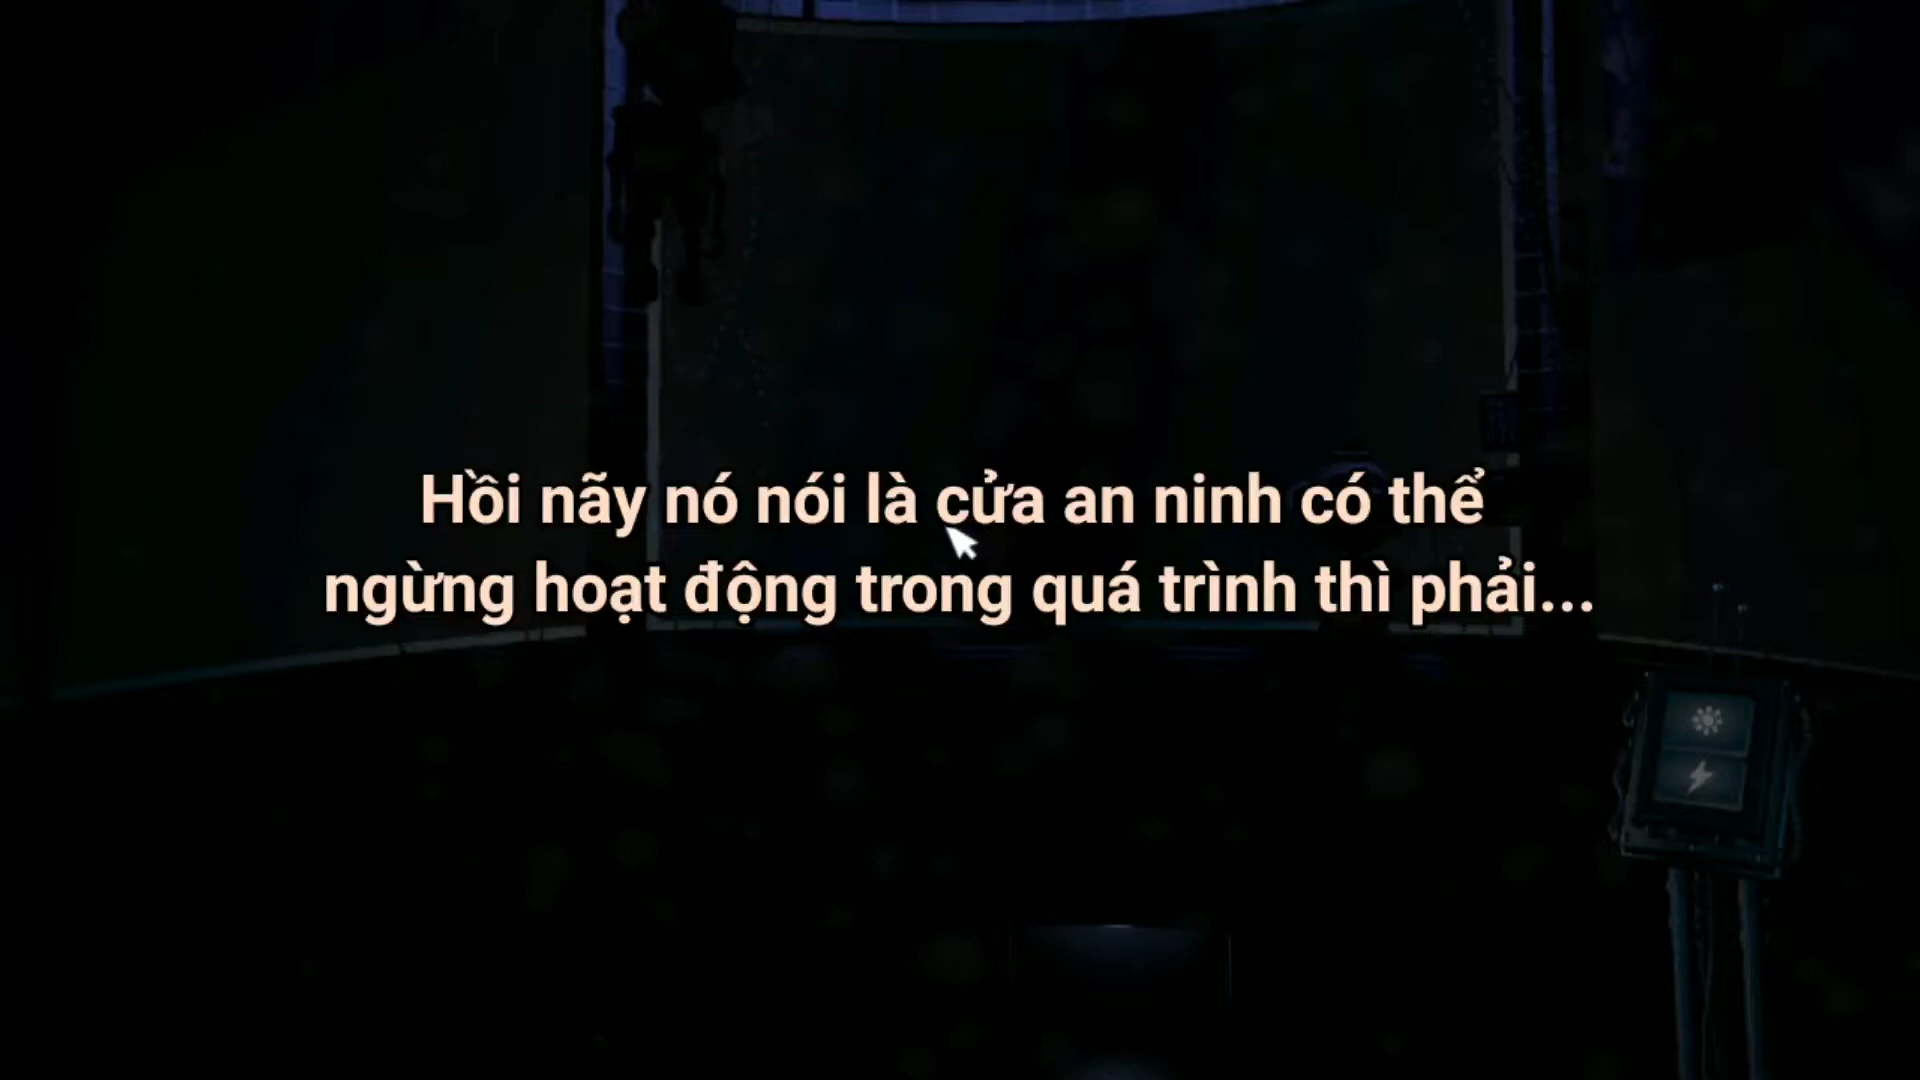 Hồi nãy nó nói là cửa an ninh có thể
ngừng hoạt động trong quá trình thì phải...